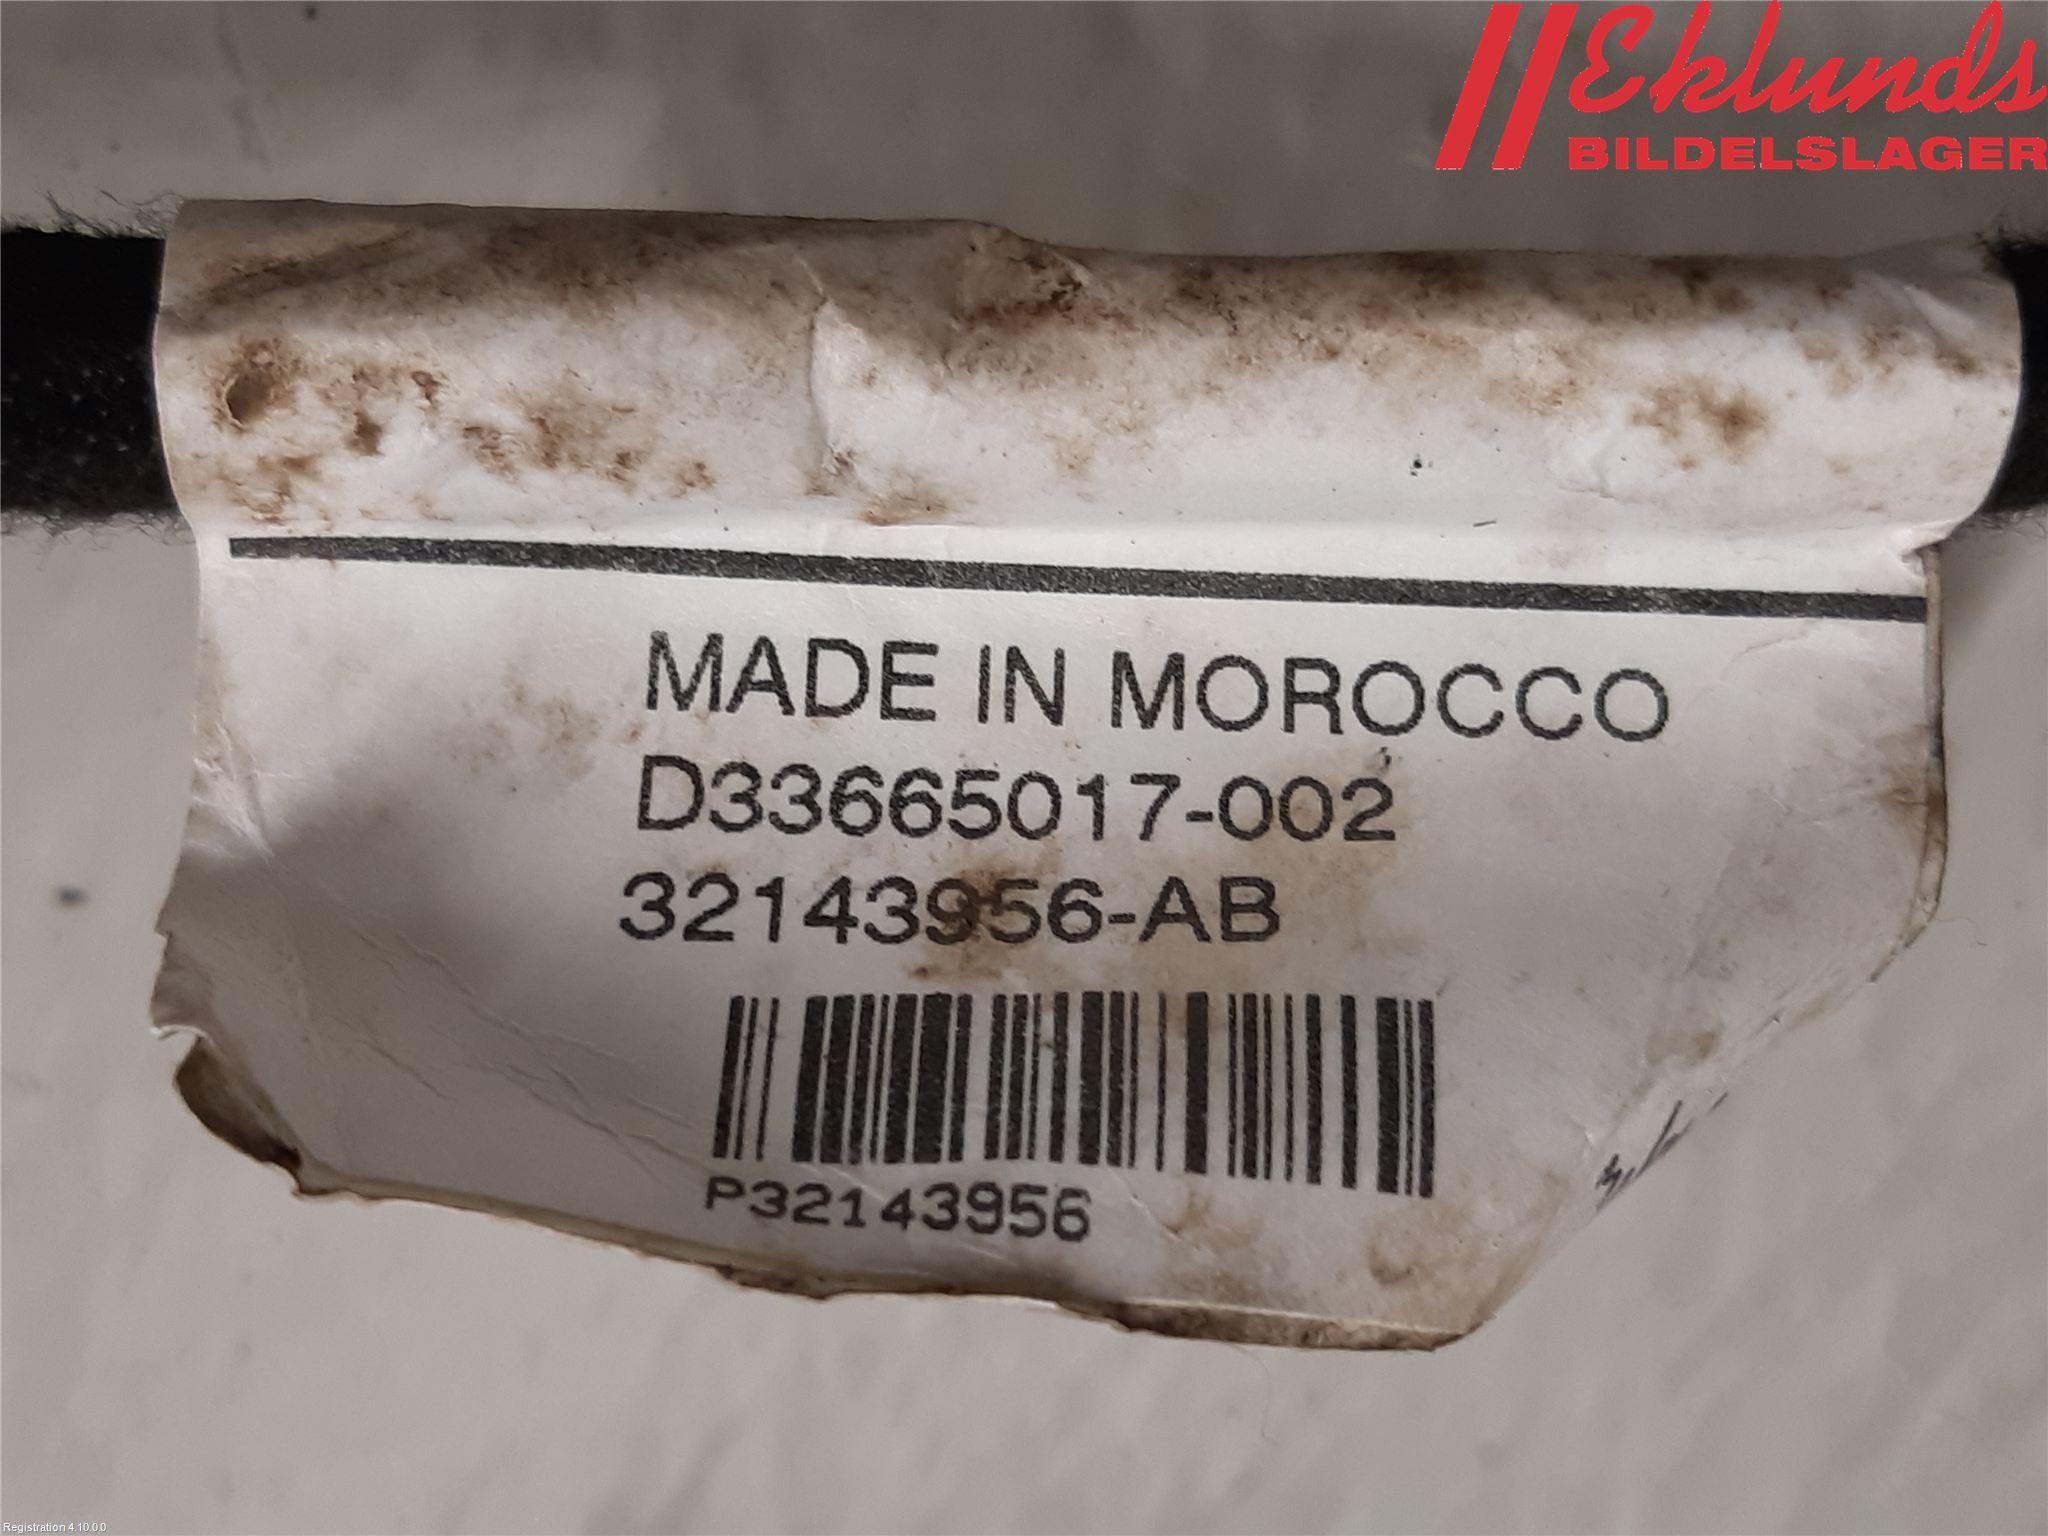 Eklunds
BILDELSLAGER
MADE IN MOROCCO
D33665017-002
32143956-AB
P32143956
Registration 4.10.0.0